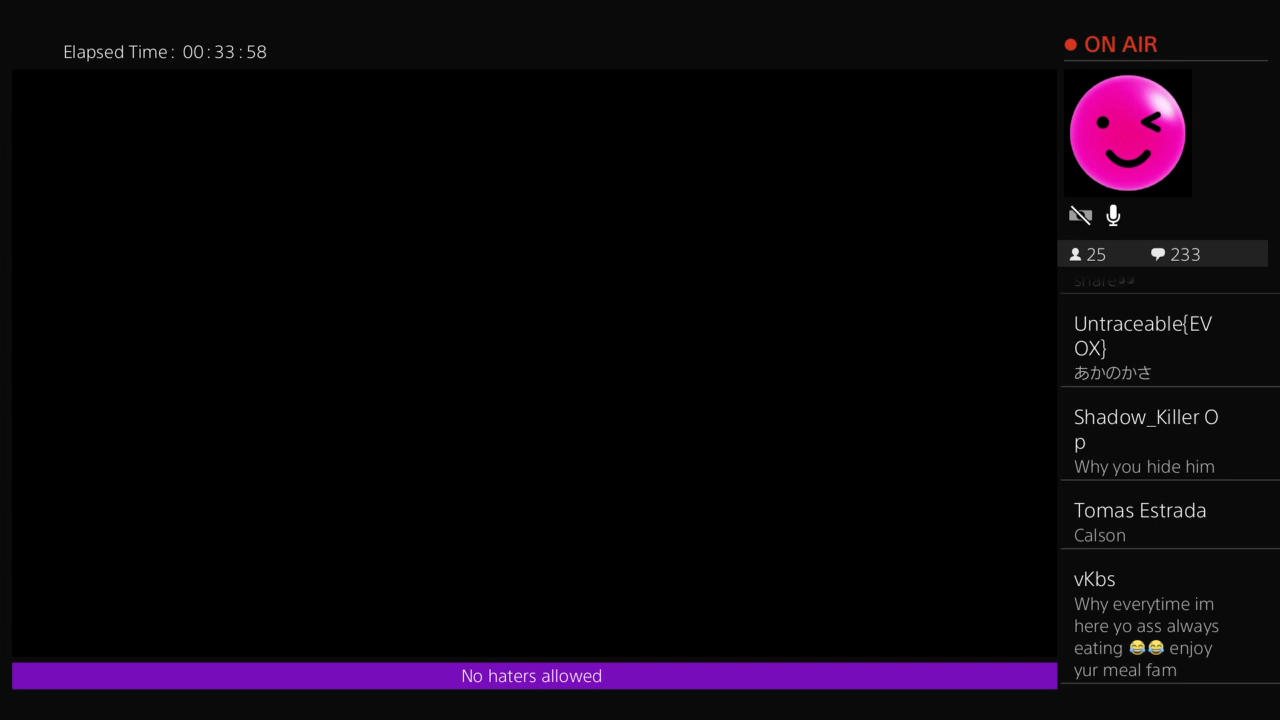 Elapsed Time: 00:33:58
ON AIR
25 233
share👀
Untraceable{EV
OX}
あかのかさ
Shadow_Killer O
p
Why you hide him
Tomas Estrada
Calson
vKbs
Why everytime im
here yo ass always
eating 😂😂 enjoy
yur meal fam
No haters allowed